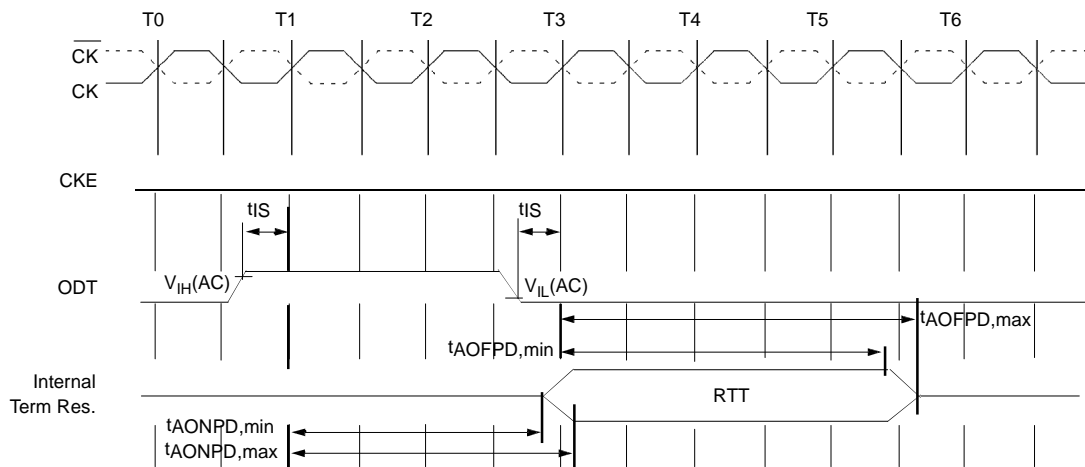 T0 T1 T2 T3 T4 T5 T6
CK
CK
CKE
tIS tIS
VIH(AC) VIL(AC)
ODT
tAOFPD,max
tAOFPD,min
Internal
Term Res.
RTT
tAONPD,min
tAONPD,max